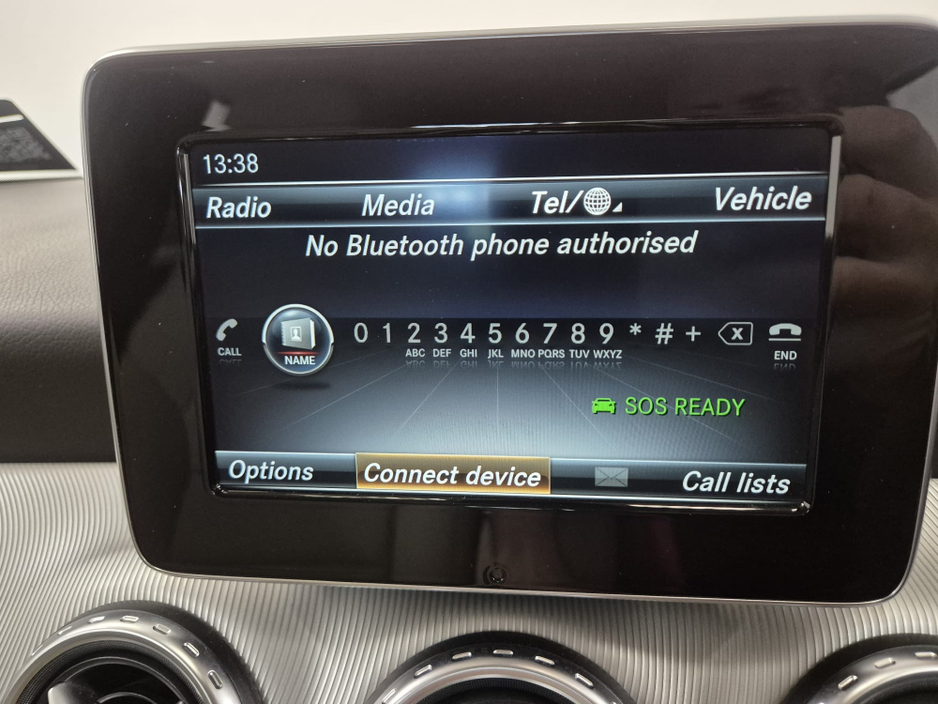 13:38
Radio Media Tel/ Vehicle
No Bluetooth phone authorised
CALL NAME 0 1 2 ABC 3 DEF 4 GHI 5 JKL 6 MNO 7 PQRS 8 TUV 9 WXYZ * # + X END
SOS READY
Options Connect device Call lists